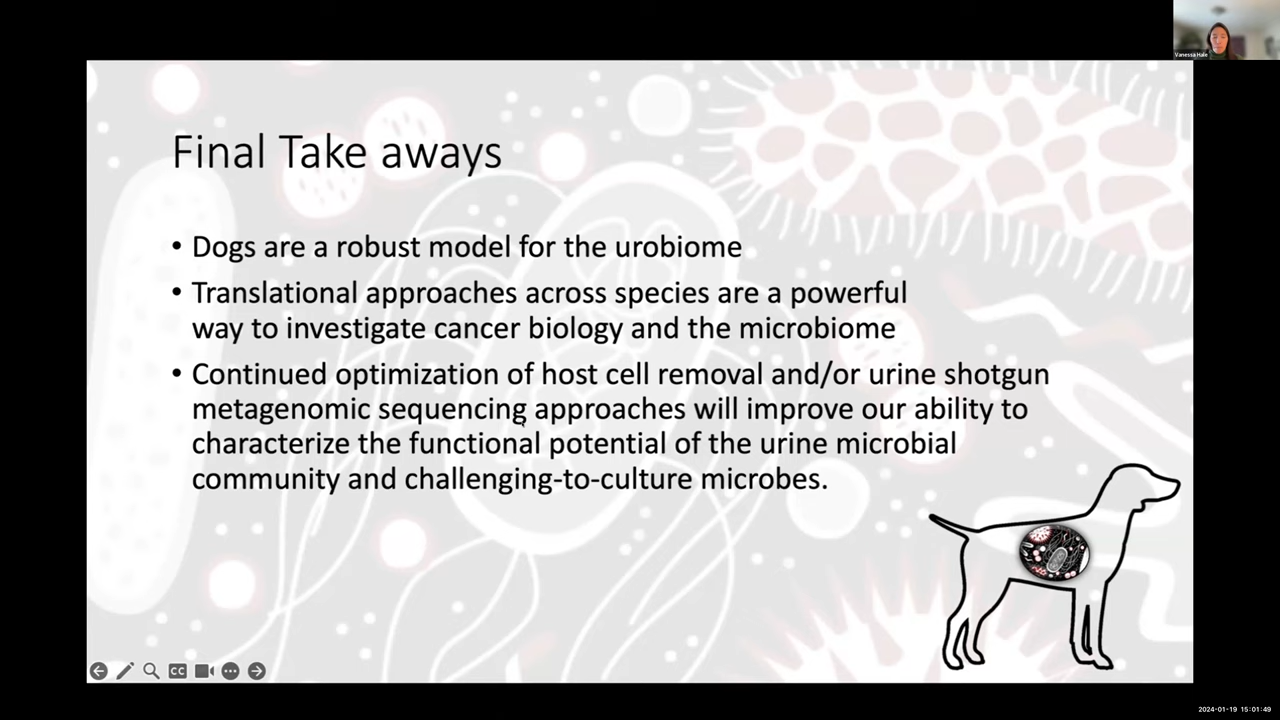 Vanessa Hale
Final Take aways
• Dogs are a robust model for the urobiome
• Translational approaches across species are a powerful
way to investigate cancer biology and the microbiome
• Continued optimization of host cell removal and/or urine shotgun
metagenomic sequencing approaches will improve our ability to
characterize the functional potential of the urine microbial
community and challenging-to-culture microbes.
CC
2024-01-19 15:01:49